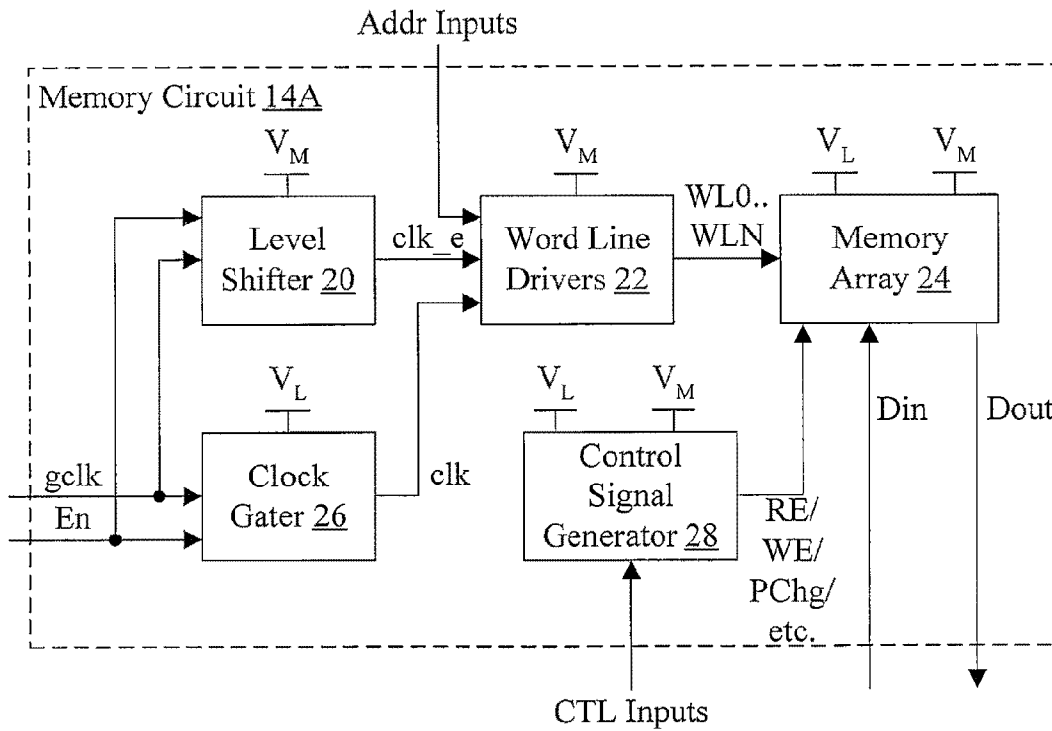 Addr Inputs
Memory Circuit 14A
V_M
V_M
V_L
V_M
Level
Shifter 20
clk_e
Word Line
Drivers 22
WL0..
WLN
Memory
Array 24
V_L
V_L
V_M
Din
Dout
gclk
En
Clock
Gater 26
clk
Control
Signal
Generator 28
RE/
WE/
PChg/
etc.
CTL Inputs